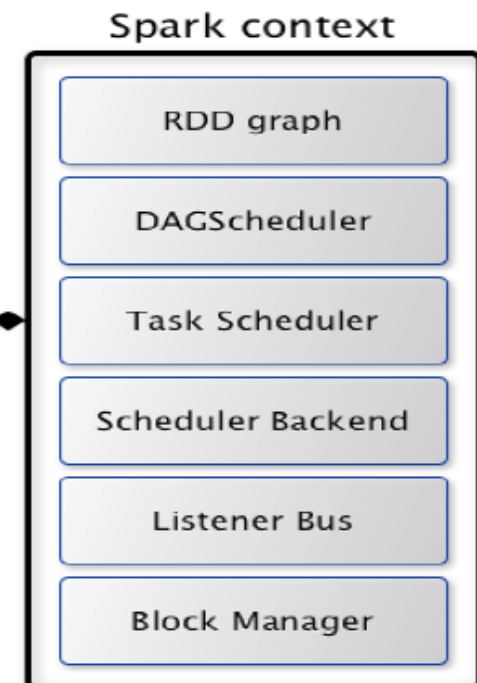 Spark context
RDD graph
DAGScheduler
Task Scheduler
Scheduler Backend
Listener Bus
Block Manager